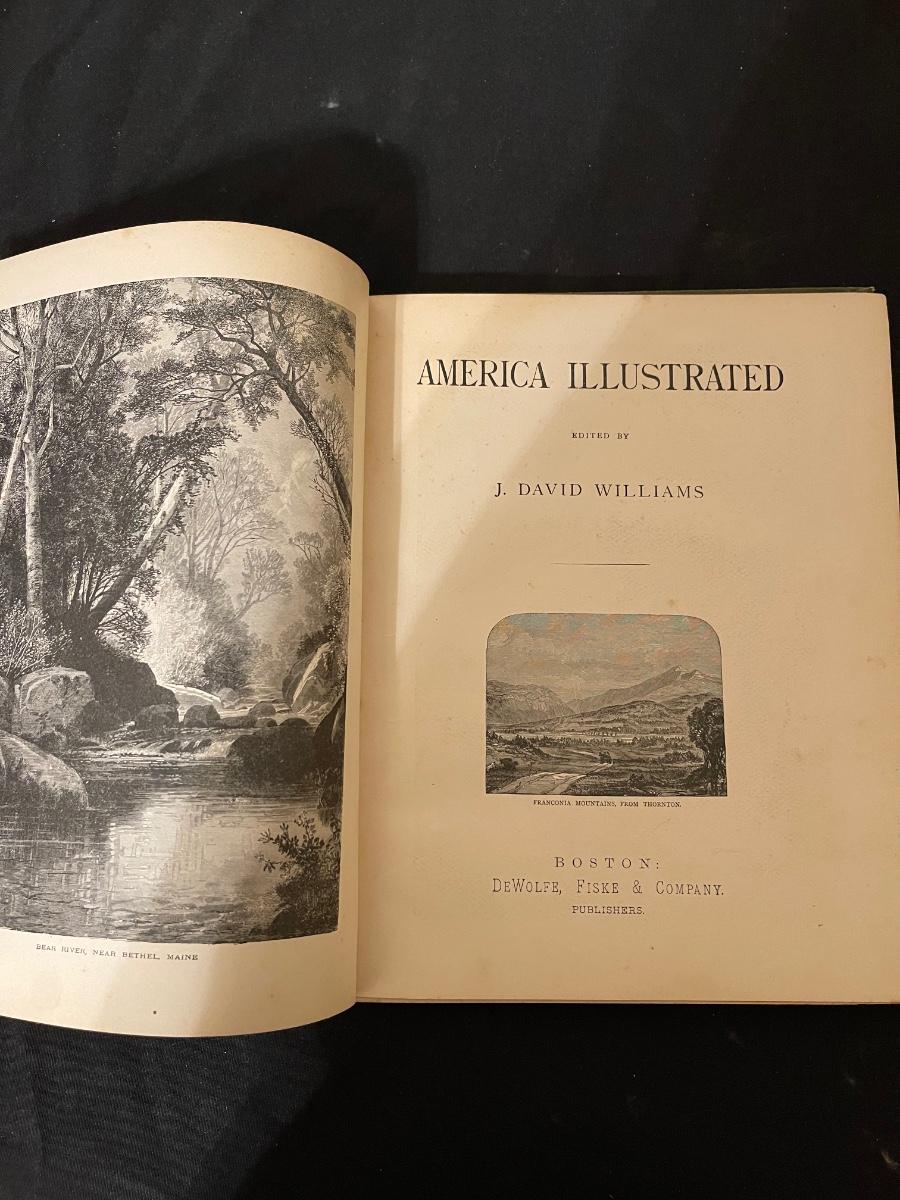 BEAR RIVER, NEAR BETHEL, MAINE
AMERICA ILLUSTRATED
EDITED BY
J. DAVID WILLIAMS
FRANCONIA MOUNTAINS, FROM THORNTON.
BOSTON:
DEWOLFE, FISKE & COMPANY.
PUBLISHERS.